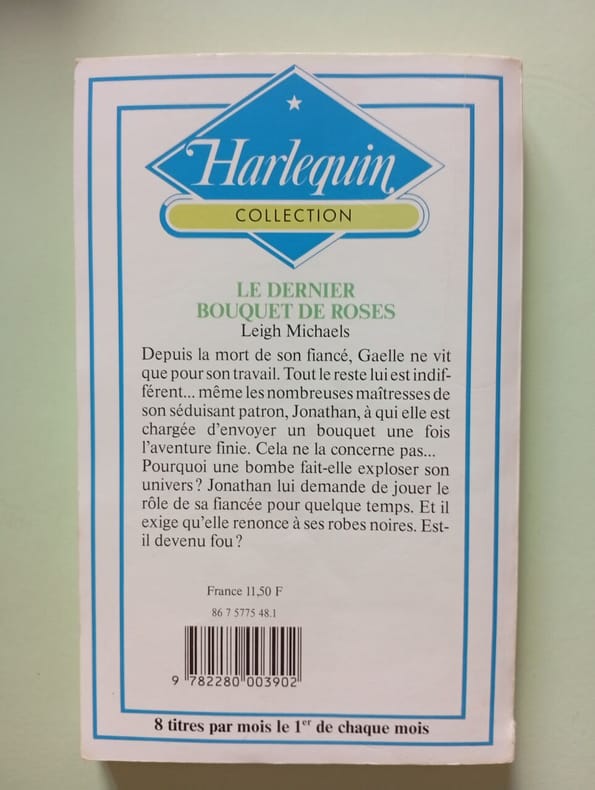 Harlequin
COLLECTION
LE DERNIER
BOUQUET DE ROSES
Leigh Michaels
Depuis la mort de son fiancé, Gaelle ne vit
que pour son travail. Tout le reste lui est indif-
férent... même les nombreuses maîtresses de
son séduisant patron, Jonathan, à qui elle est
chargée d'envoyer un bouquet une fois
l'aventure finie. Cela ne la concerne pas...
Pourquoi une bombe fait-elle exploser son
univers? Jonathan lui demande de jouer le
rôle de sa fiancée pour quelque temps. Et il
exige qu'elle renonce à ses robes noires. Est-
il devenu fou?
France 11,50 F
86 7 5775 48.1
9 782280 003902
8 titres par mois le 1er de chaque mois